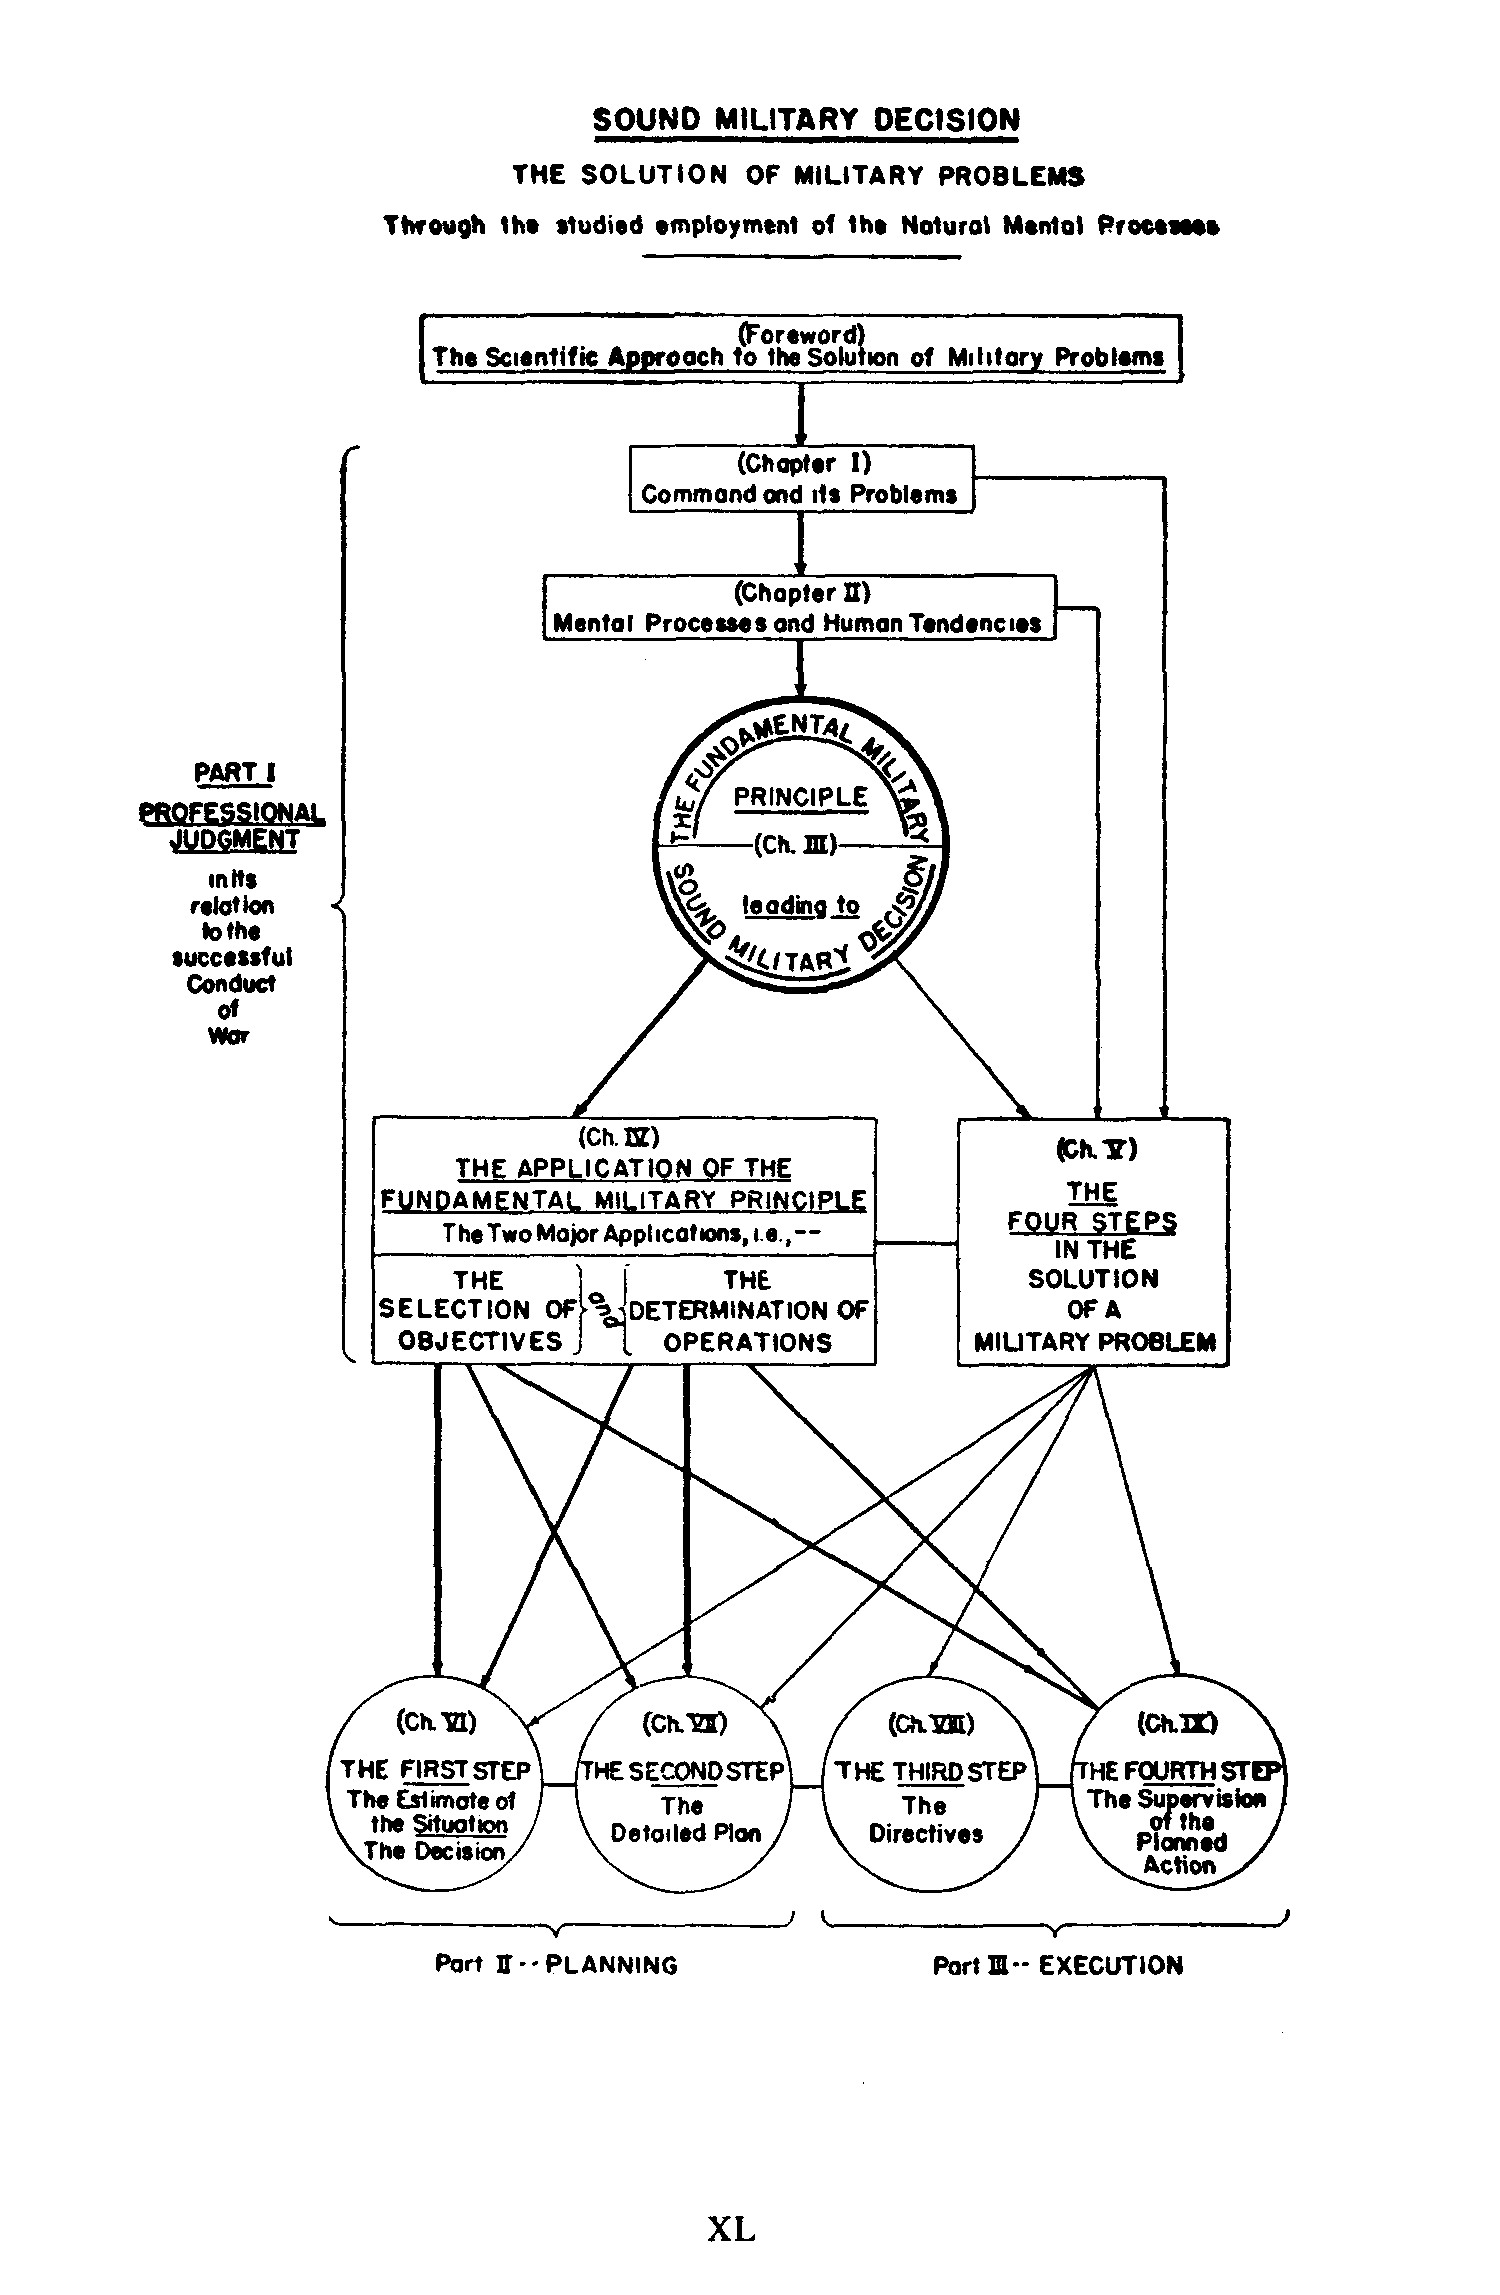 SOUND MILITARY DECISION
THE SOLUTION OF MILITARY PROBLEMS
Through the studied employment of the Natural Mental Processes
(Foreword)
The Scientific Approach to the Solution of Military Problems
(Chapter I)
Command and its Problems
(Chapter II)
Mental Processes and Human Tendencies
THE FUNDAMENTAL MILITARY
PRINCIPLE
(Ch. III)
leading to
SOUND MILITARY DECISION
PART I
PROFESSIONAL
JUDGMENT
in its
relation
to the
successful
Conduct
of
War
(Ch. IV)
THE APPLICATION OF THE
FUNDAMENTAL MILITARY PRINCIPLE
The Two Major Applications, i.e.,--
THE
SELECTION OF
OBJECTIVES
and
THE
DETERMINATION OF
OPERATIONS
(Ch. V)
THE
FOUR STEPS
IN THE
SOLUTION
OF A
MILITARY PROBLEM
(Ch. VI)
THE FIRST STEP
The Estimate of
the Situation
The Decision
(Ch. VII)
THE SECOND STEP
The
Detailed Plan
(Ch. VIII)
THE THIRD STEP
The
Directives
(Ch. IX)
THE FOURTH STEP
The Supervision
of the
Planned
Action
Part II -- PLANNING
Part III -- EXECUTION
XL